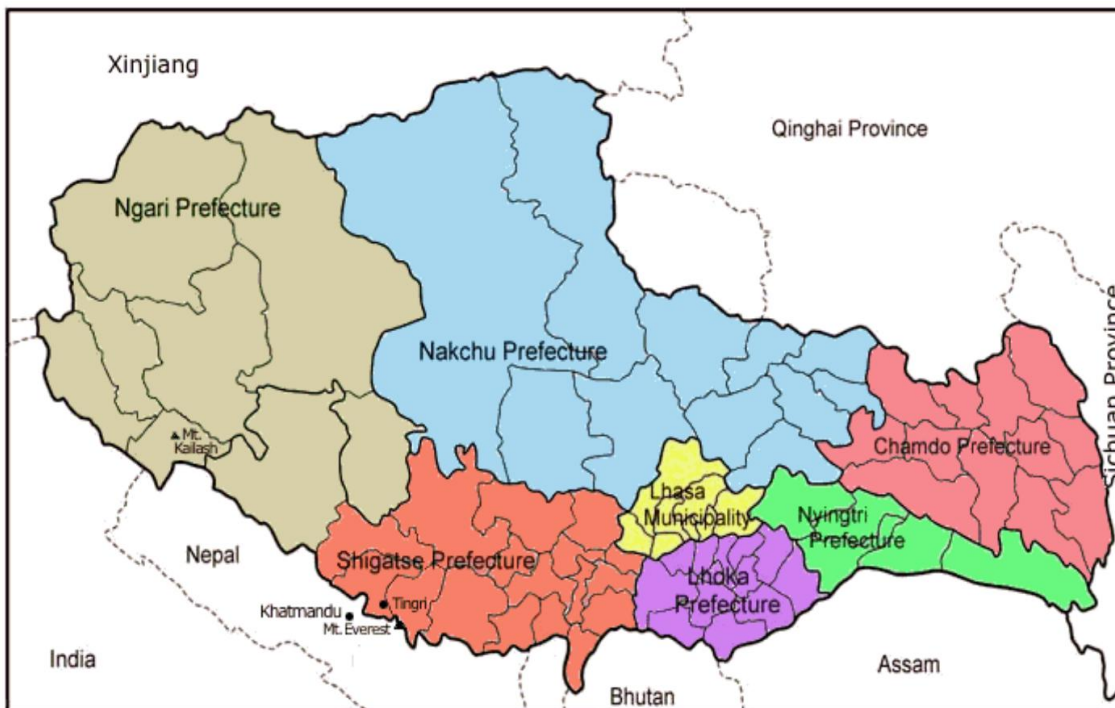 Xinjiang
Qinghai Province
Ngari Prefecture
Sichuan Province
Nakchu Prefecture
Mt.
Kailash
Chamdo Prefecture
Lhasa
Municipality
Nyingtri
Prefecture
Nepal
Shigatse Prefecture
Lhoka
Prefecture
Tingri
Khatmandu
Mt. Everest
India
Assam
Bhutan